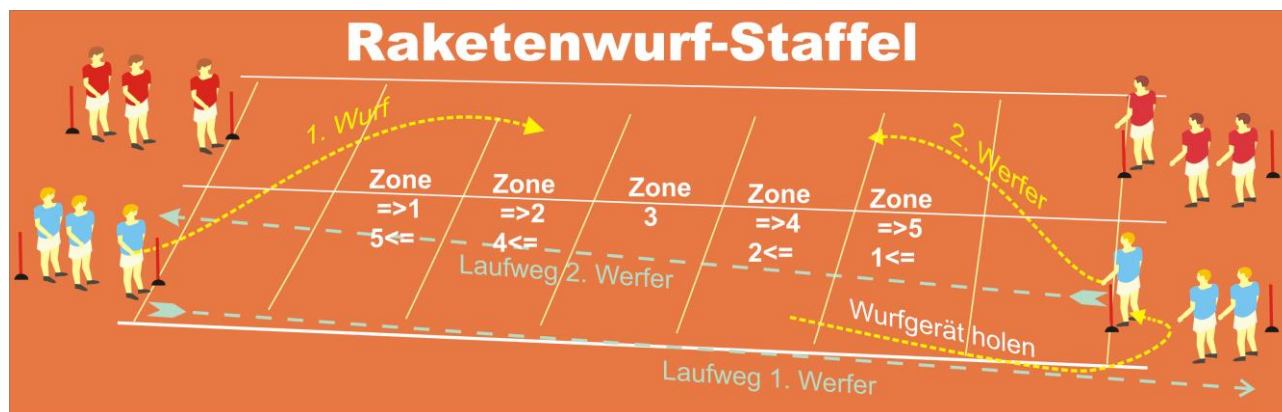 Raketenwurf-Staffel
1. Wurf
2. Werfer
Zone
=>1
5<=
Zone
=>2
4<=
Zone
3
Zone
=>4
2<=
Zone
=>5
1<=
Laufweg 2. Werfer
Wurfgerät holen
Laufweg 1. Werfer